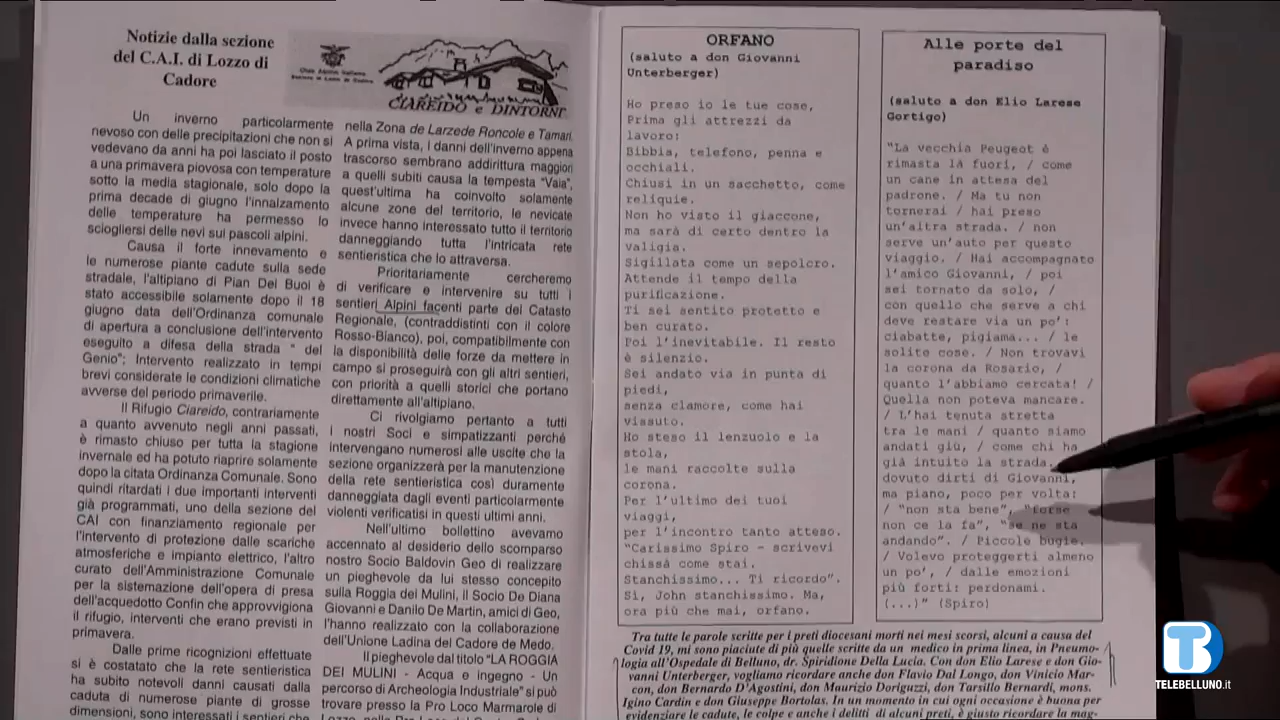 Notizie dalla sezione
del C.A.I. di Lozzo di
Cadore
Club Alpino Italiano
CIAREIDO e DINTORNI
Un inverno particolarmente
nevoso con delle precipitazioni che non si
vedevano da anni ha poi lasciato il posto
a una primavera piovosa con temperature
sotto la media stagionale, solo dopo la
prima decade di giugno l'innalzamento
delle temperature ha permesso lo
sciogliersi delle nevi sui pascoli alpini.
Causa il forte innevamento e
le numerose piante cadute sulla sede
stradale, l'altipiano di Pian Dei Buoi è
stato accessibile solamente dopo il 18
giugno data dell'Ordinanza comunale
di apertura a conclusione dell'intervento
eseguito a difesa della strada " del
Genio"; Intervento realizzato in tempi
brevi considerate le condizioni climatiche
avverse del periodo primaverile.
Il Rifugio Ciareido, contrariamente
a quanto avvenuto negli anni passati,
è rimasto chiuso per tutta la stagione
invernale ed ha potuto riaprire solamente
dopo la citata Ordinanza Comunale. Sono
quindi ritardati i due importanti interventi
già programati, uno della sezione del
CAI con finanziamento regionale per
l'intervento di protezione dalle scariche
atmosferiche e impianto elettrico, l'altro
curato dell'Amministrazione Comunale
per la sistemazione dell'opera di presa
dell'acquedotto Confin che approvvigiona
il rifugio, interventi che erano previsti in
primavera.
Dalle prime ricognizioni effettuate
si è costatato che la rete sentieristica
ha subito notevoli danni causati dalla
caduta di numerose piante di grosse
dimensioni, sono interessati i sentieri che
nella Zona de Larzede Roncole e Tamari.
A prima vista, i danni dell'inverno appena
trascorso sembrano addirittura maggiori
a quelli subiti causa la tempesta "Vaia",
quest'ultima ha coinvolto solamente
alcune zone del territorio, le nevicate
invece hanno interessato tutto il territorio
danneggiando tutta l'intricata rete
sentieristica che lo attraversa.
Prioritariamente cercheremo
di verificare e intervenire su tutti i
sentieri Alpini facenti parte del Catasto
Regionale, (contraddistinti con il colore
Rosso-Bianco), poi, compatibilmente con
la disponibilità delle forze da mettere in
campo si proseguirà con gli altri sentieri,
con priorità a quelli storici che portano
direttamente all'altipiano.
Ci rivolgiamo pertanto a tutti
i nostri Soci e simpatizzanti perché
intervengano numerosi alle uscite che la
sezione organizzerà per la manutenzione
della rete sentieristica così duramente
danneggiata dagli eventi particolarmente
violenti verificatisi in questi ultimi anni.
Nell'ultimo bollettino avevamo
accennato al desiderio dello scomparso
nostro Socio Baldovin Geo di realizzare
un pieghevole da lui stesso concepito
sulla Roggia dei Mulini, il Socio De Diana
Giovanni e Danilo De Martin, amici di Geo,
l'hanno realizzato con la collaborazione
dell'Unione Ladina del Cadore de Medo.
Il pieghevole dal titolo "LA ROGGIA
DEI MULINI - Acqua e ingegno - Un
percorso di Archeologia Industriale" si può
trovare presso la Pro Loco Marmarole di
ORFANO
(saluto a don Giovanni
Unterberger)
Ho preso io le tue cose,
Prima gli attrezzi da
lavoro:
Bibbia, telefono, penna e
occhiali.
Chiusi in un sacchetto, come
reliquie.
Non ho visto il giaccone,
ma sarà di certo dentro la
valigia.
Sigillata come un sepolcro.
Attende il tempo della
purificazione.
Ti sei sentito protetto e
ben curato.
Poi l'inevitabile. Il resto
è silenzio.
Sei andato via in punta di
piedi,
senza clamore, come hai
vissuto.
Ho steso il lenzuolo e la
stola,
le mani raccolte sulla
corona.
Per l'ultimo dei tuoi
viaggi,
per l'incontro tanto atteso.
"Carissimo Spiro - scrivevi
chissà come stai.
Stanchissimo... Ti ricordo".
Si, John stanchissimo. Ma,
ora più che mai, orfano.
Alle porte del
paradiso
(saluto a don Elio Larese
Gortigo)
"La vecchia Peugeot è
rimasta là fuori, / come
un cane in attesa del
padrone. / Ma tu non
tornerai / hai preso
un'altra strada. / non
serve un'auto per questo
viaggio. / Hai accompagnato
l'amico Giovanni, / poi
sei tornato da solo, /
con quello che serve a chi
deve restare via un po':
ciabatte, pigiama... / le
solite cose. / Non trovavi
la corona da Rosario, /
quanto l'abbiamo cercata! /
Quella non poteva mancare.
/ L'hai tenuta stretta
tra le mani / quanto siamo
andati giù, / come chi ha
già intuito la strada.
dovuto dirti di Giovanni,
ma piano, poco per volta:
/ "non sta bene", "forse
non ce la fa", "se ne sta
andando". / Piccole bugie.
/ Volevo proteggerti almeno
un po', / dalle emozioni
più forti: perdonami.
(...)" (Spiro)
Tra tutte le parole scritte per i preti diocesani morti nei mesi scorsi, alcuni a causa del
Covid 19, mi sono piaciute di più quelle scritte da un medico in prima linea, in Pneumo-
logia all'Ospedale di Belluno, dr. Spiridione Della Lucia. Con don Elio Larese e don Gio-
vanni Unterberger, vogliamo ricordare anche don Flavio Dal Longo, don Vinicio Mar-
con, don Bernardo D'Agostini, don Maurizio Doriguzzi, don Tarsillo Bernardi, mons.
Igino Cardin e don Giuseppe Bortolas. In un momento in cui ogni occasione è buona per
evidenziare le cadute, le colpe e anche i delitti di alcuni preti, è giusto ricordare la mag-
TELEBELLUNO.it